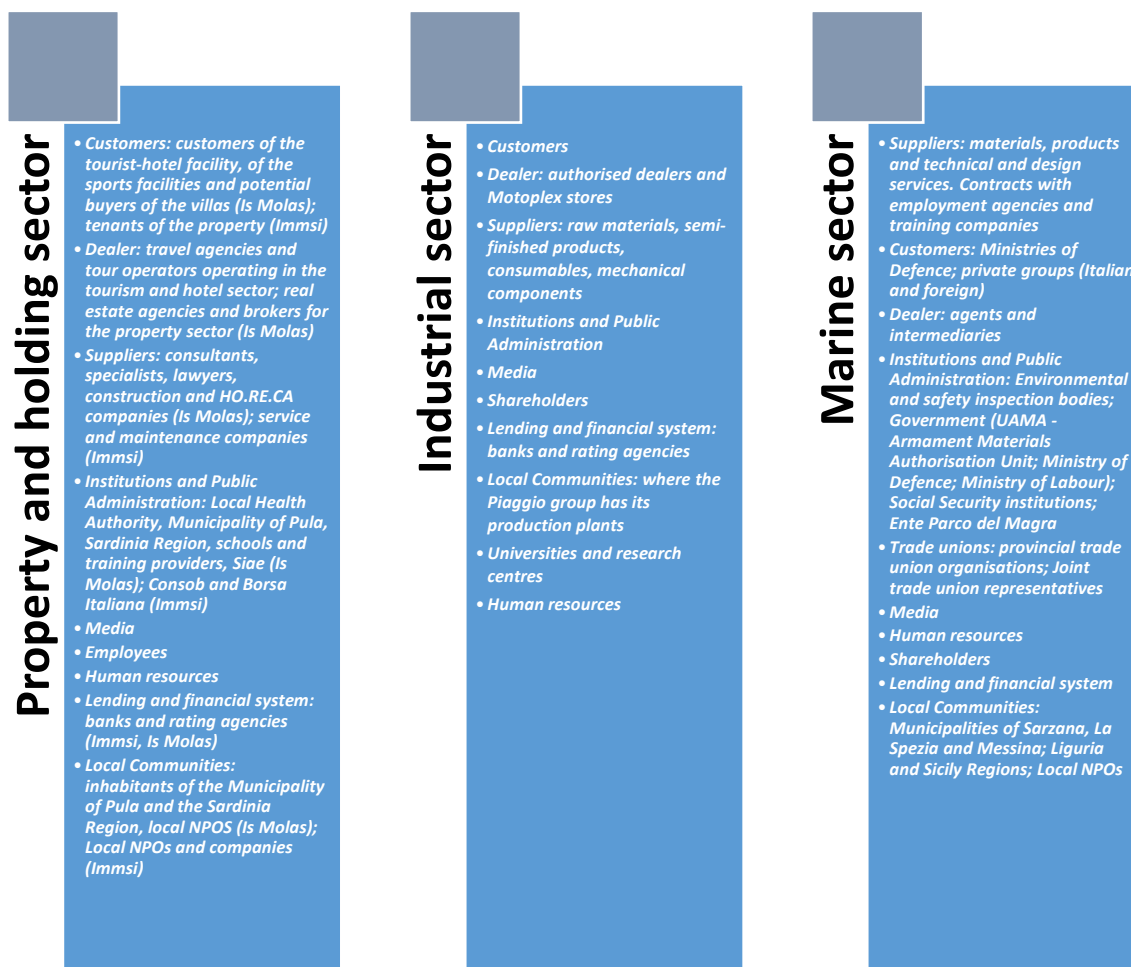 Property and holding sector
• Customers: customers of the
tourist-hotel facility, of the
sports facilities and potential
buyers of the villas (Is Molas);
tenants of the property (Immsi)
• Dealer: travel agencies and
tour operators operating in the
tourism and hotel sector; real
estate agencies and brokers for
the property sector (Is Molas)
• Suppliers: consultants,
specialists, lawyers,
construction and HO.RE.CA
companies (Is Molas); service
and maintenance companies
(Immsi)
• Institutions and Public
Administration: Local Health
Authority, Municipality of Pula,
Sardinia Region, schools and
training providers, Siae (Is
Molas); Consob and Borsa
Italiana (Immsi)
• Media
• Employees
• Human resources
• Lending and financial system:
banks and rating agencies
(Immsi, Is Molas)
• Local Communities:
inhabitants of the Municipality
of Pula and the Sardinia
Region, local NPOS (Is Molas);
Local NPOs and companies
(Immsi)
Industrial sector
• Customers
• Dealer: authorised dealers and
Motoplex stores
• Suppliers: raw materials, semi-
finished products,
consumables, mechanical
components
• Institutions and Public
Administration
• Media
• Shareholders
• Lending and financial system:
banks and rating agencies
• Local Communities: where the
Piaggio group has its
production plants
• Universities and research
centres
• Human resources
Marine sector
• Suppliers: materials, products
and technical and design
services. Contracts with
employment agencies and
training companies
• Customers: Ministries of
Defence; private groups (Italian
and foreign)
• Dealer: agents and
intermediaries
• Institutions and Public
Administration: Environmental
and safety inspection bodies;
Government (UAMA -
Armament Materials
Authorisation Unit; Ministry of
Defence; Ministry of Labour);
Social Security institutions;
Ente Parco del Magra
• Trade unions: provincial trade
union organisations; Joint
trade union representatives
• Media
• Human resources
• Shareholders
• Lending and financial system
• Local Communities:
Municipalities of Sarzana, La
Spezia and Messina; Liguria
and Sicily Regions; Local NPOs